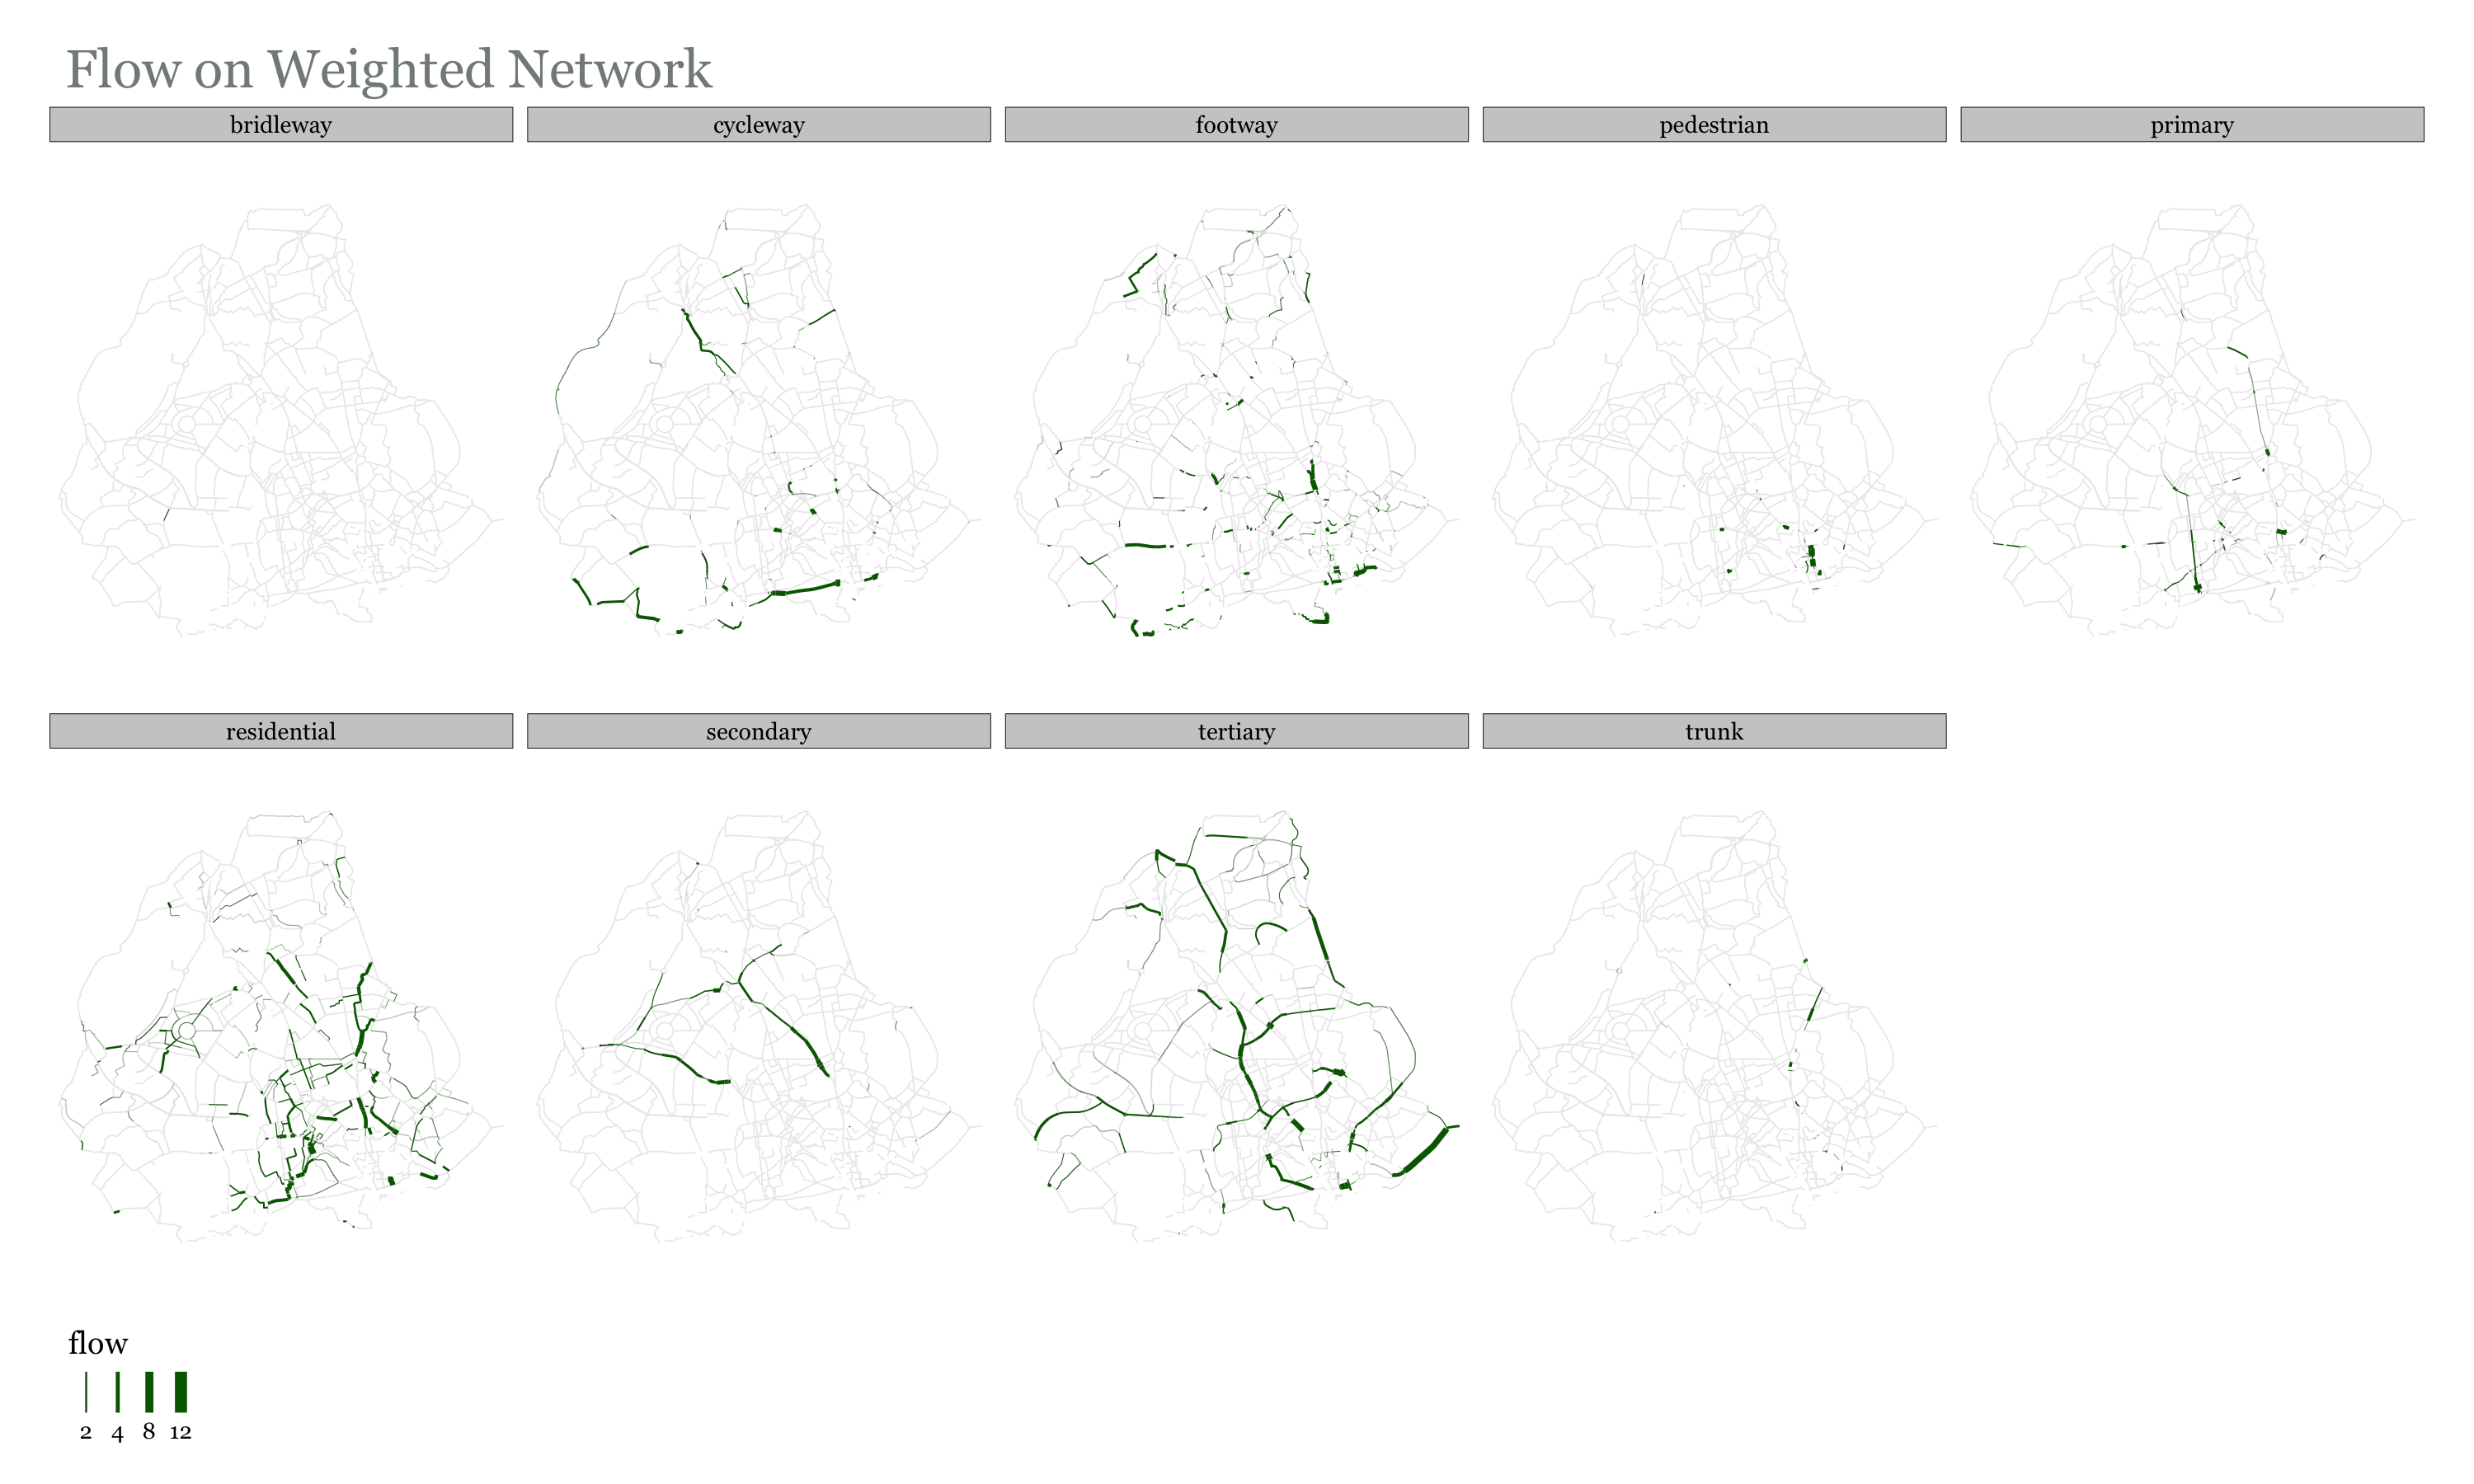 Flow on Weighted Network
bridleway cycleway footway pedestrian primary
residential secondary tertiary trunk
flow
2 4 8 12